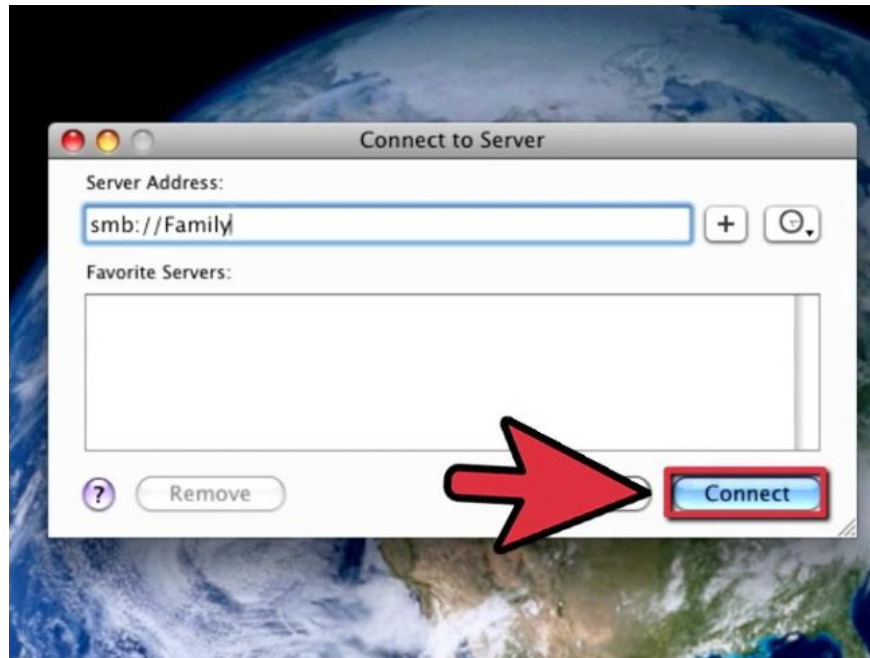 Connect to Server
Server Address:
smb://Family
+
Favorite Servers:
?
Remove
Connect